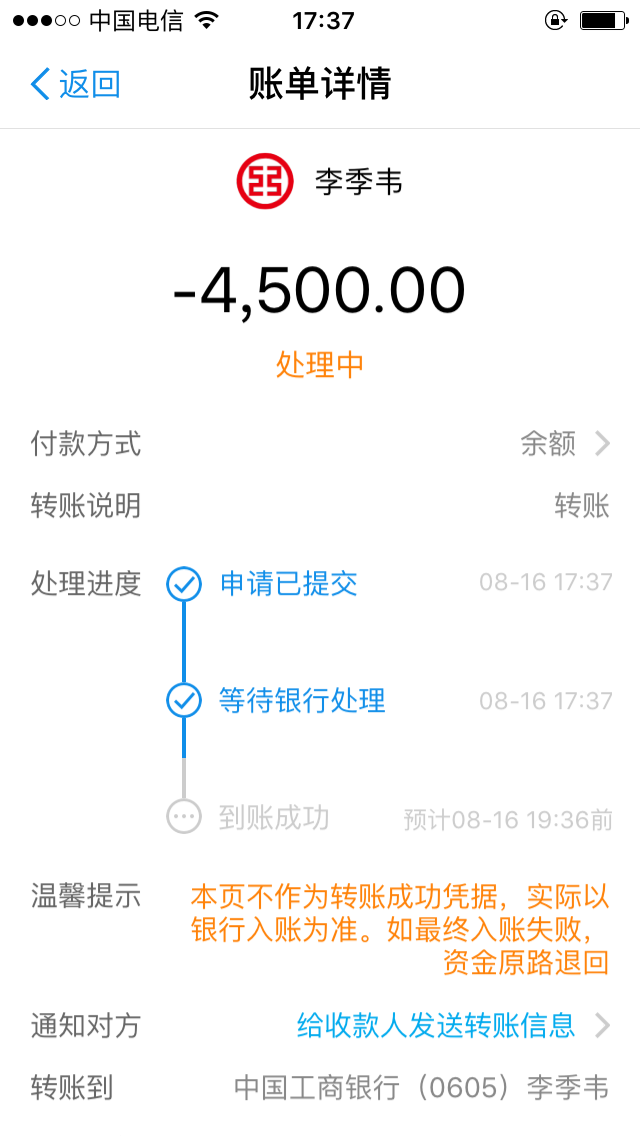 中国电信 17:37
返回 账单详情
李季韦
-4,500.00
处理中
付款方式 余额
转账说明 转账
处理进度 申请已提交 08-16 17:37
等待银行处理 08-16 17:37
到账成功 预计08-16 19:36前
温馨提示 本页不作为转账成功凭据，实际以
银行入账为准。如最终入账失败，
资金原路退回
通知对方 给收款人发送转账信息
转账到 中国工商银行（0605）李季韦